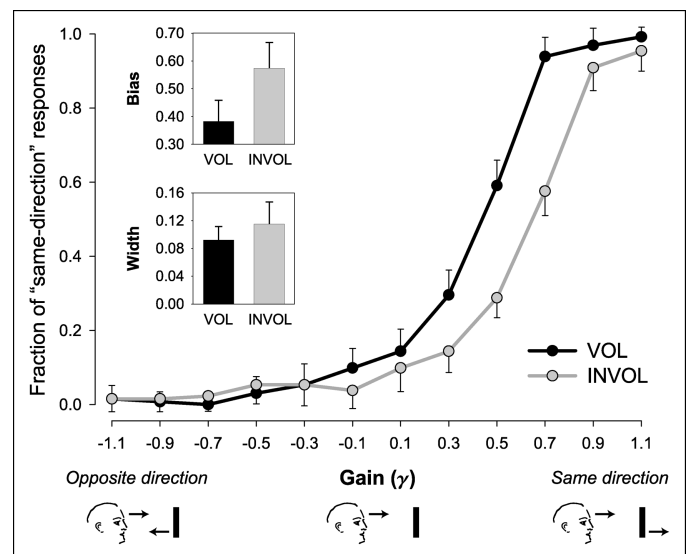 Fraction of "same-direction" responses
1.0
0.8
0.6
0.4
0.2
0.0
Bias
0.70
0.60
0.50
0.40
0.30
VOL INVOL
Width
0.16
0.12
0.08
0.04
0.00
VOL INVOL
VOL
INVOL
-1.1 -0.9 -0.7 -0.5 -0.3 -0.1 0.1 0.3 0.5 0.7 0.9 1.1
Opposite direction Gain (γ) Same direction